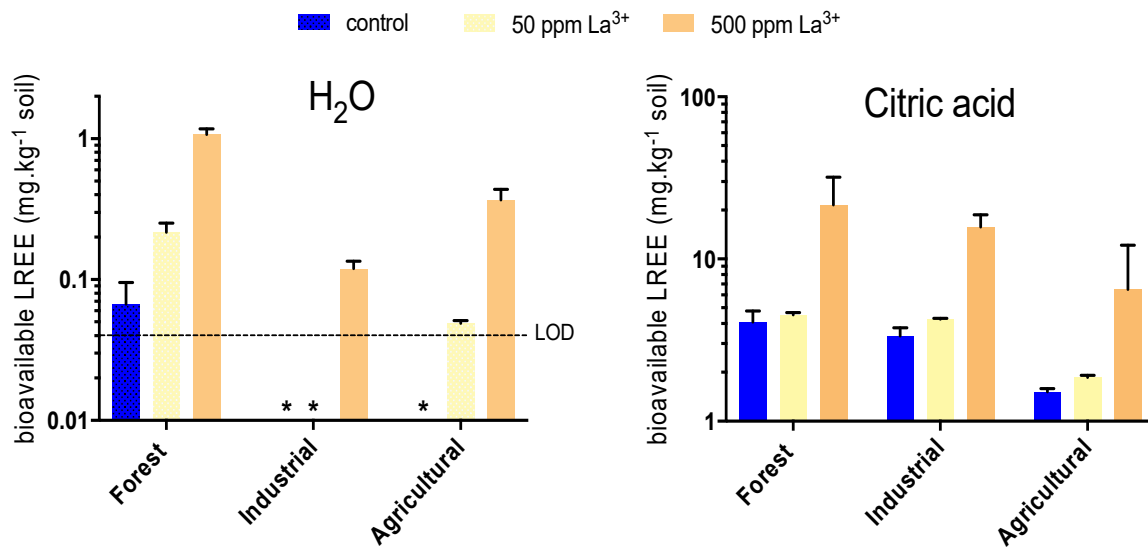 control 50 ppm La³⁺ 500 ppm La³⁺
H₂O
bioavailable LREE (mg.kg⁻¹ soil)
1
0.1
0.01
LOD
* * *
Forest
Industrial
Agricultural
Citric acid
bioavailable LREE (mg.kg⁻¹ soil)
100
10
1
Forest
Industrial
Agricultural